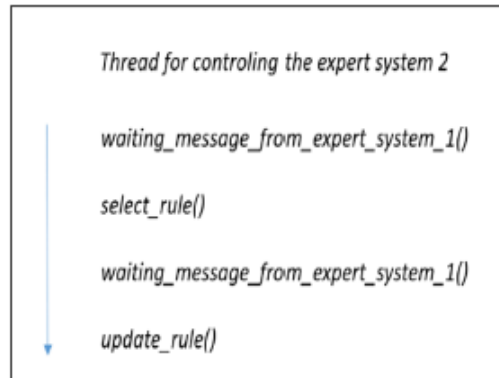 Thread for controling the expert system 2
waiting_message_from_expert_system_1()
select_rule()
waiting_message_from_expert_system_1()
update_rule()